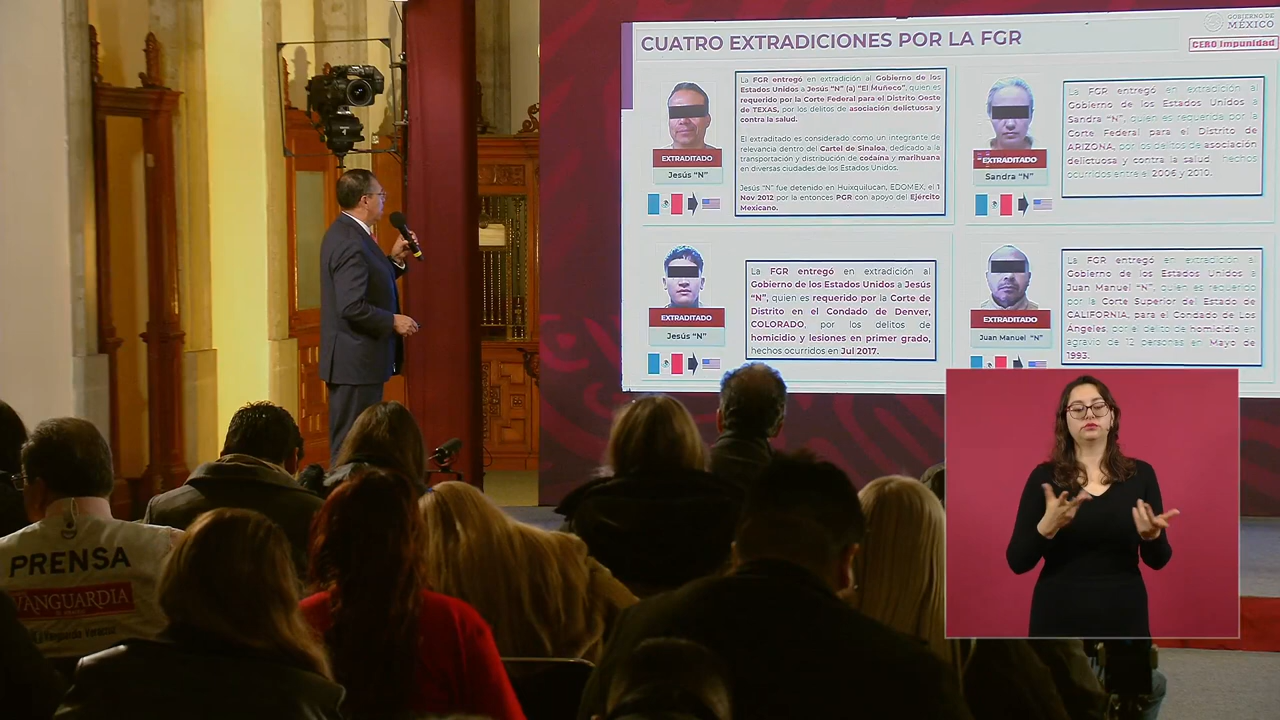 CUATRO EXTRADICIONES POR LA FGR
GOBIERNO DE
MÉXICO
CERO Impunidad
La FGR entregó en extradición al Gobierno de los
Estados Unidos a Jesús "N" (a) "El Muñeco", quien es
requerido por la Corte Federal para el Distrito Oeste
de TEXAS, por los delitos de asociación delictuosa y
contra la salud.
El extraditado es considerado como un integrante de
relevancia dentro del Cartel de Sinaloa, dedicado a la
transportación y distribución de cocaína y marihuana
en diversas ciudades de los Estados Unidos.
Jesús "N" fue detenido en Huixquilucan, EDOMEX, el 1
Nov 2012 por la entonces PGR con apoyo del Ejército
Mexicano.
EXTRADITADO
Jesús "N"
La FGR entregó en extradición al
Gobierno de los Estados Unidos a
Sandra "N", quien es requerida por la
Corte Federal para el Distrito de
ARIZONA, por los delitos de asociación
delictuosa y contra la salud, hechos
ocurridos entre el 2006 y 2010.
EXTRADITADO
Sandra "N"
La FGR entregó en extradición al
Gobierno de los Estados Unidos a Jesús
"N", quien es requerido por la Corte de
Distrito en el Condado de Denver,
COLORADO, por los delitos de
homicidio y lesiones en primer grado,
hechos ocurridos en Jul 2017.
EXTRADITADO
Jesús "N"
La FGR entregó en extradición al
Gobierno de los Estados Unidos a
Juan Manuel "N", quien es requerido
por la Corte Superior del Estado de
CALIFORNIA, para el Condado de Los
Ángeles, por el delito de homicidio en
agravio de 12 personas en Mayo de
1993.
EXTRADITADO
Juan Manuel "N"
PRENSA
VANGUARDIA